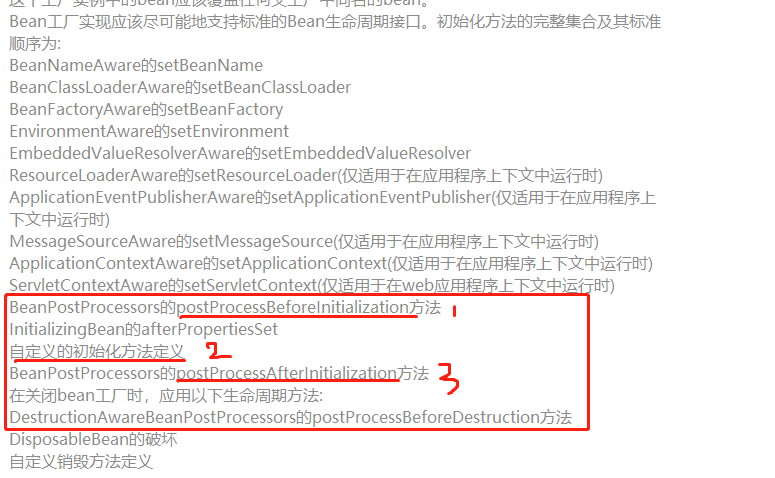 这个工厂实例中的bean应该覆盖任何父工厂中同名的bean。
Bean工厂实现应该尽可能地支持标准的Bean生命周期接口。初始化方法的完整集合及其标准
顺序为:
BeanNameAware的setBeanName
BeanClassLoaderAware的setBeanClassLoader
BeanFactoryAware的setBeanFactory
EnvironmentAware的setEnvironment
EmbeddedValueResolverAware的setEmbeddedValueResolver
ResourceLoaderAware的setResourceLoader(仅适用于在应用程序上下文中运行时)
ApplicationEventPublisherAware的setApplicationEventPublisher(仅适用于在应用程序上
下文中运行时)
MessageSourceAware的setMessageSource(仅适用于在应用程序上下文中运行时)
ApplicationContextAware的setApplicationContext(仅适用于在应用程序上下文中运行时)
ServletContextAware的setServletContext(仅适用于在web应用程序上下文中运行时)
BeanPostProcessors的postProcessBeforeInitialization方法 1
InitializingBean的afterPropertiesSet
自定义的初始化方法定义 2
BeanPostProcessors的postProcessAfterInitialization方法 3
在关闭bean工厂时，应用以下生命周期方法:
DestructionAwareBeanPostProcessors的postProcessBeforeDestruction方法
DisposableBean的破坏
自定义销毁方法定义